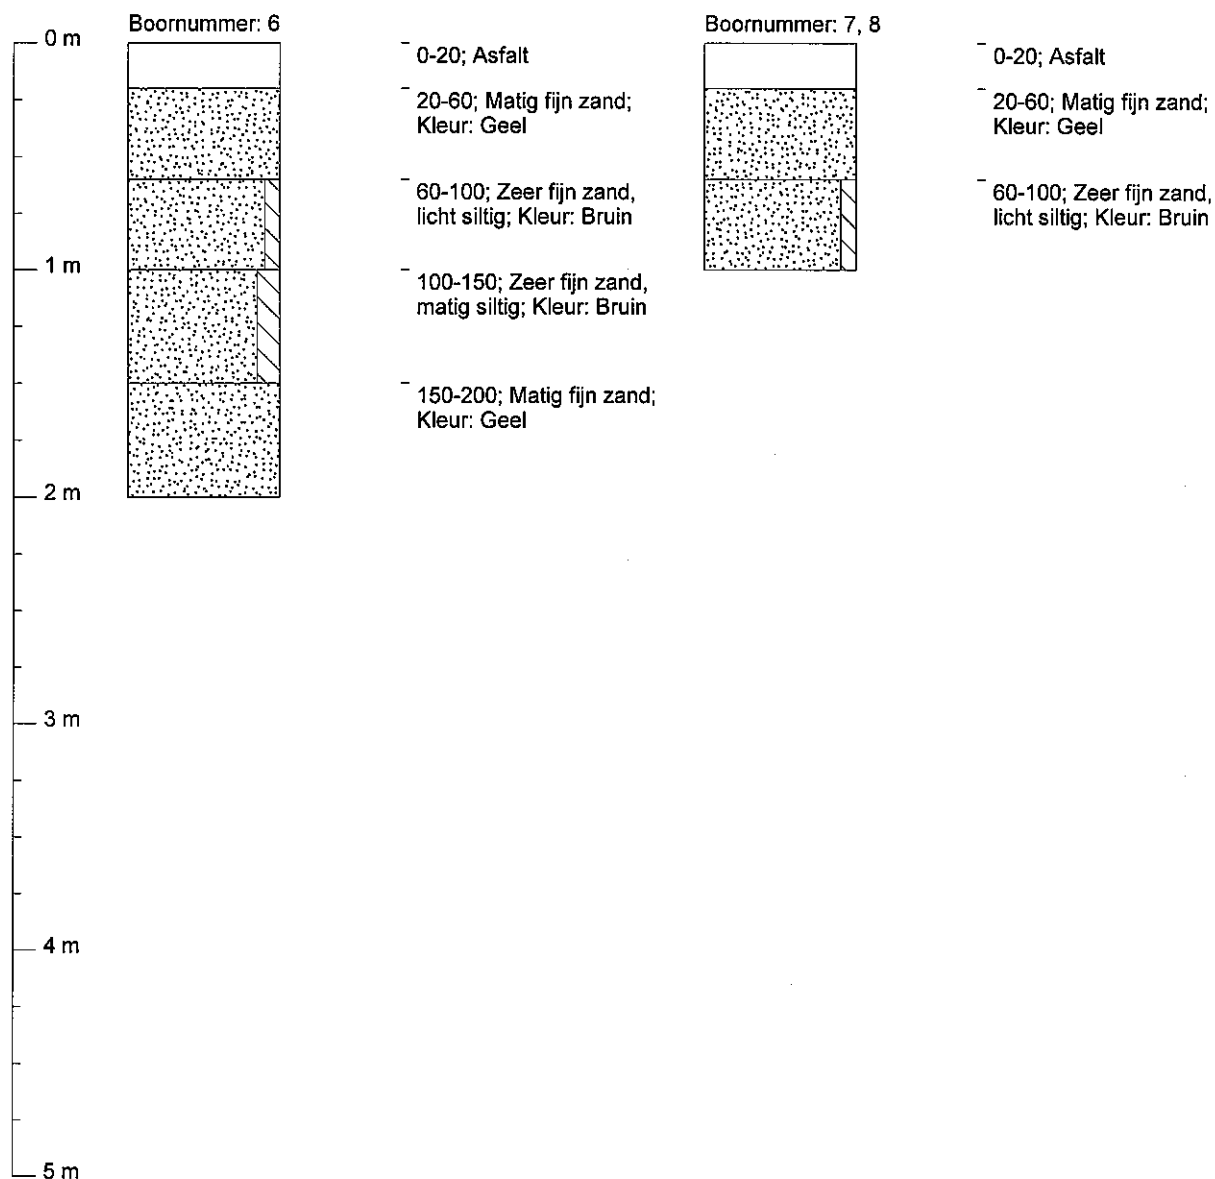 0 m
1 m
2 m
3 m
4 m
5 m
Boornummer: 6
0-20; Asfalt
20-60; Matig fijn zand;
Kleur: Geel
60-100; Zeer fijn zand,
licht siltig; Kleur: Bruin
100-150; Zeer fijn zand,
matig siltig; Kleur: Bruin
150-200; Matig fijn zand;
Kleur: Geel
Boornummer: 7, 8
0-20; Asfalt
20-60; Matig fijn zand;
Kleur: Geel
60-100; Zeer fijn zand,
licht siltig; Kleur: Bruin